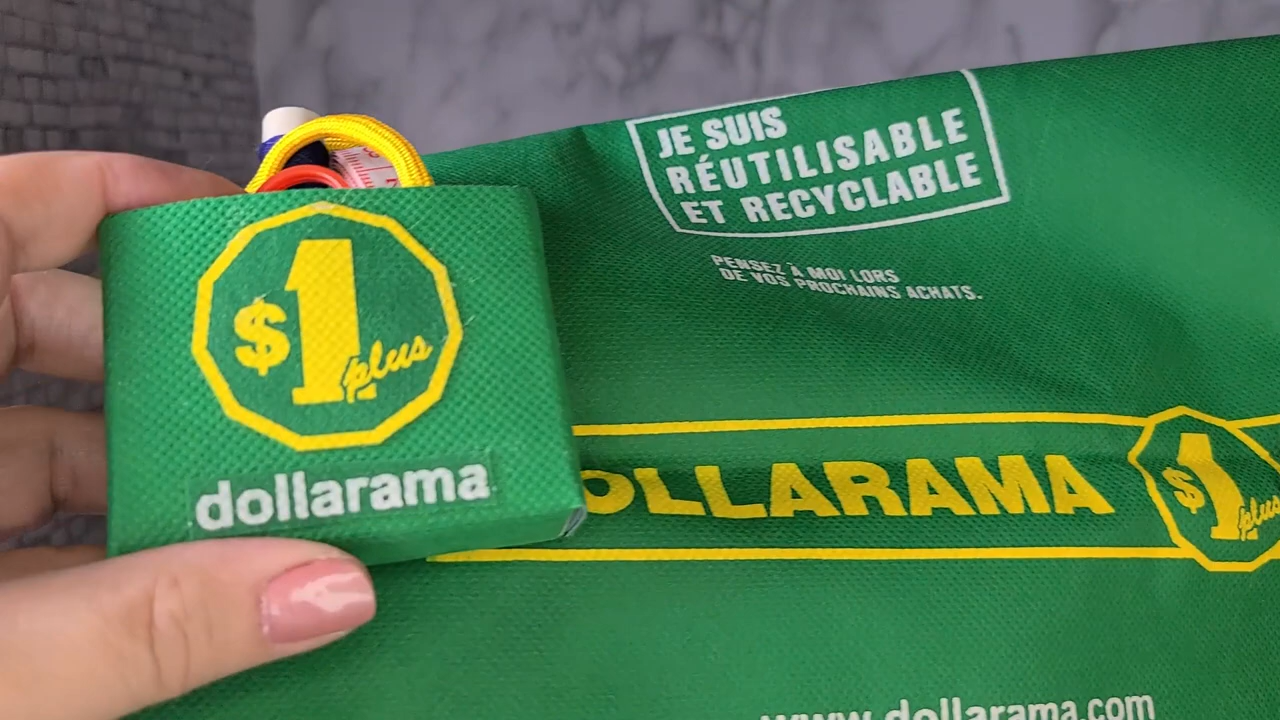 $1 plus
dollarama
JE SUIS
RÉUTILISABLE
ET RECYCLABLE
PENSEZ À MOI LORS
DE VOS PROCHAINS ACHATS.
OLLARAMA
$1 plus
www.dollarama.com